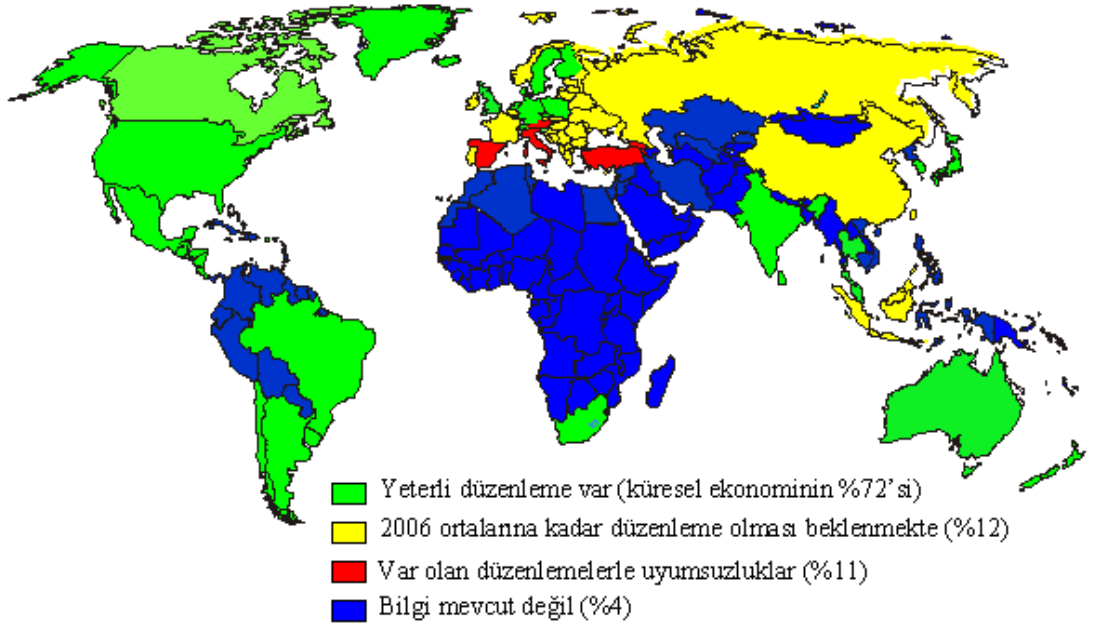 Yeterli düzenleme var (küresel ekonominin %72'si)
2006 ortalarına kadar düzenleme olması beklenmekte (%12)
Var olan düzenlemelerle uyumsuzluklar (%11)
Bilgi mevcut değil (%4)